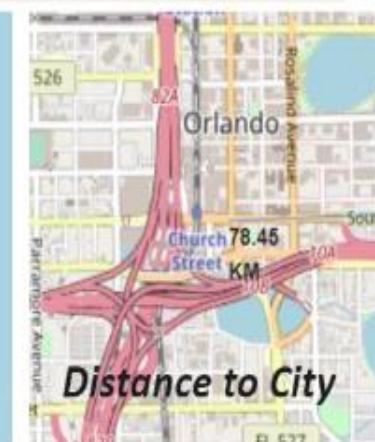 526
82A
Orlando
Rosalind Avenue
Church
Street
78.45
KM
Sou
10A
10B
Parramore Avenue
Distance to City
FL 527